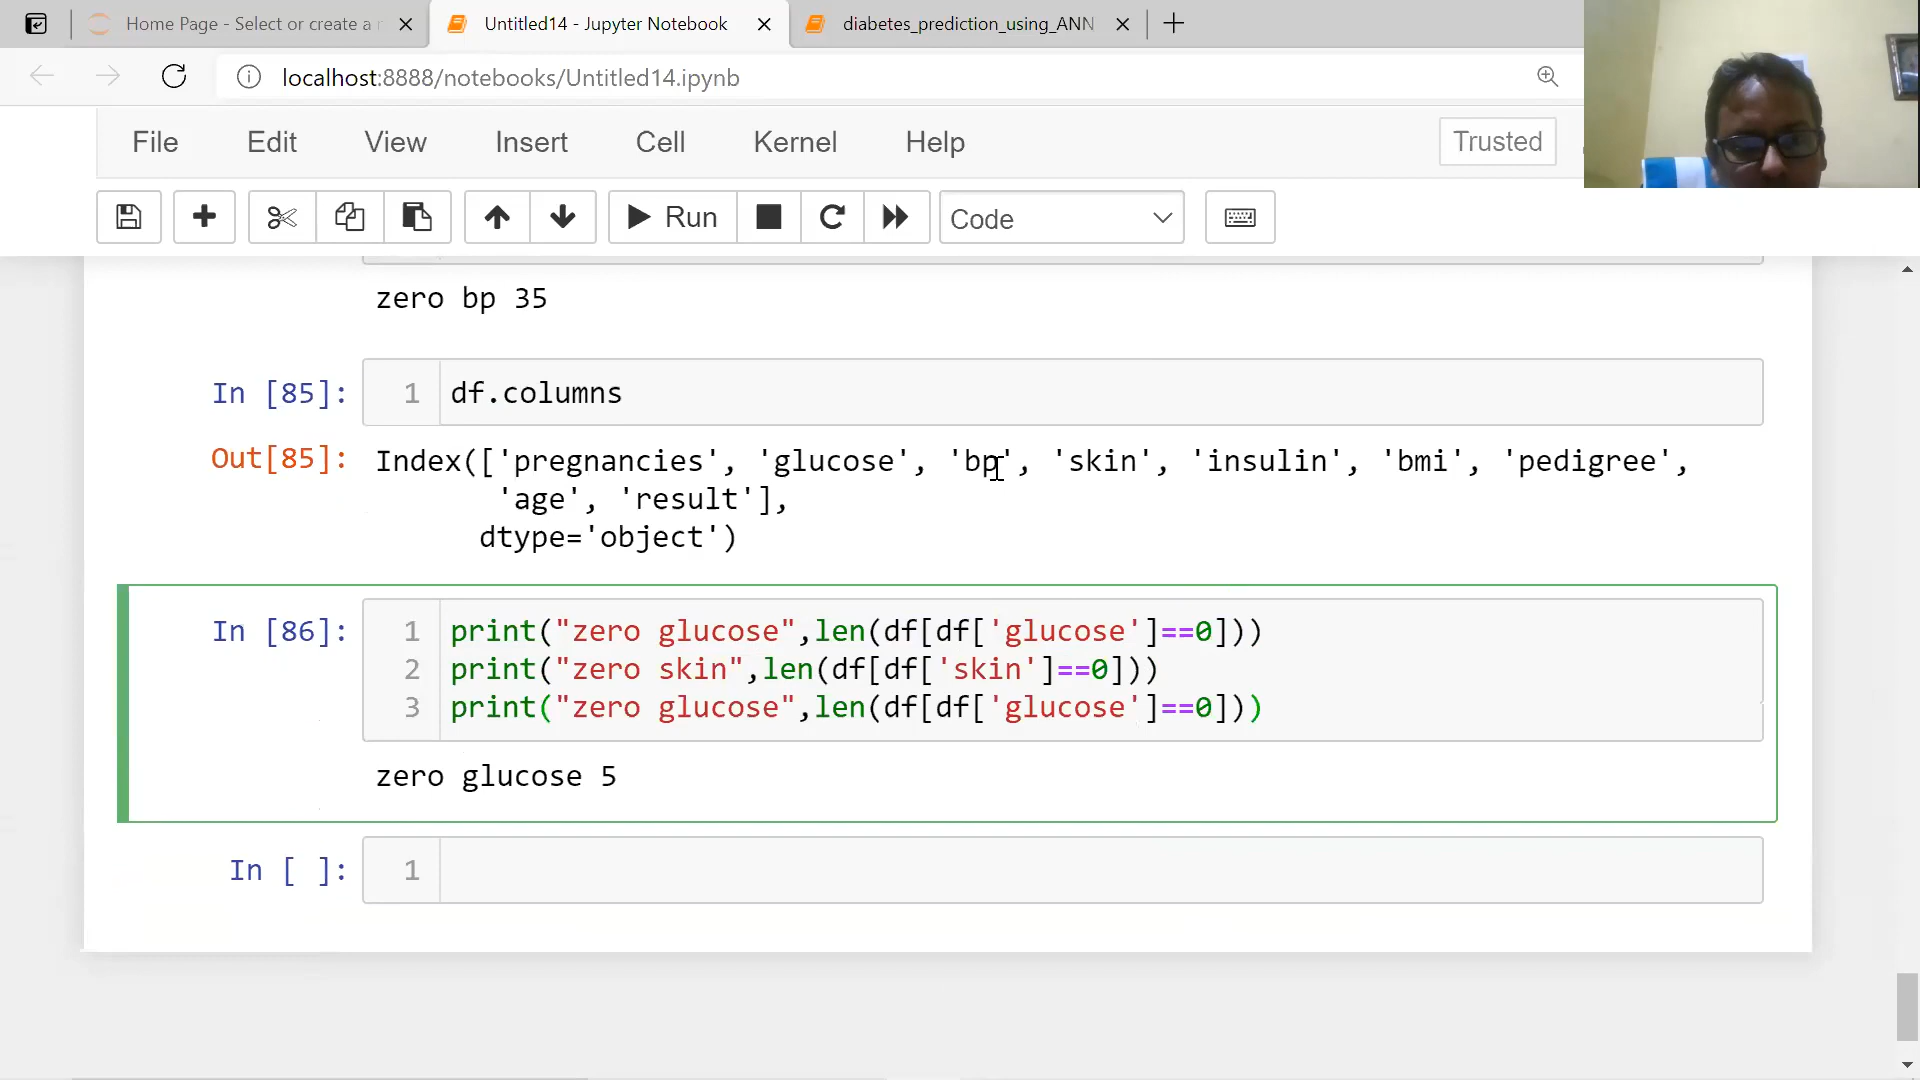 Home Page - Select or create a n
Untitled14 - Jupyter Notebook
diabetes_prediction_using_ANN
localhost:8888/notebooks/Untitled14.ipynb
File Edit View Insert Cell Kernel Help
Trusted
Run
Code
zero bp 35
In [85]:
1 df.columns
Out[85]:
Index(['pregnancies', 'glucose', 'bp', 'skin', 'insulin', 'bmi', 'pedigree',
'age', 'result'],
dtype='object')
In [86]:
1 print("zero glucose",len(df[df['glucose']==0]))
2 print("zero skin",len(df[df['skin']==0]))
3 print("zero glucose",len(df[df['glucose']==0]))
zero glucose 5
In [ ]:
1